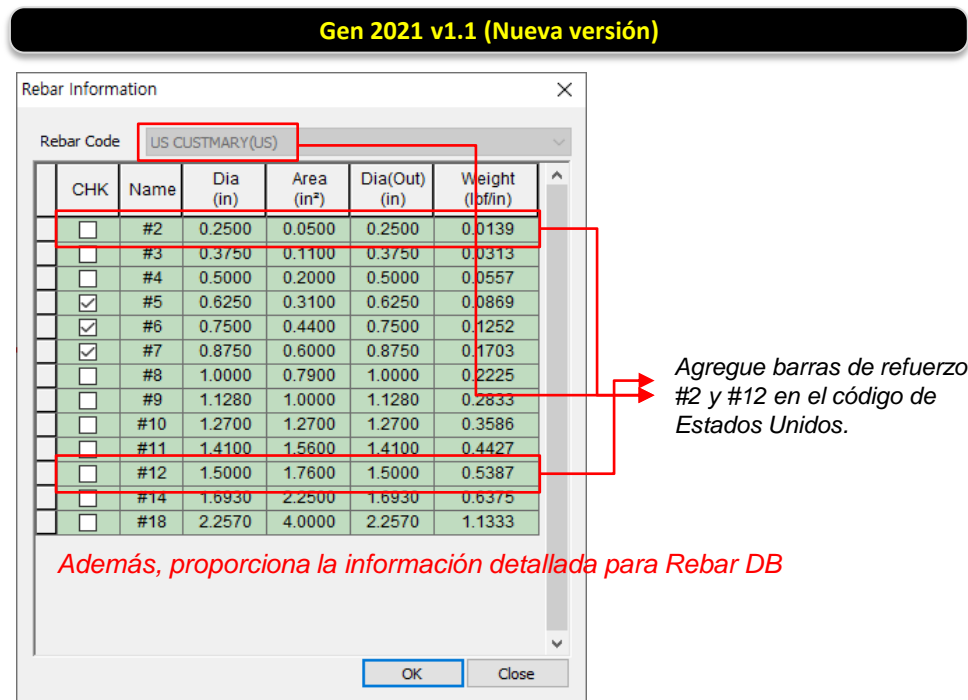 Gen 2021 v1.1 (Nueva versión)
Rebar Information
Rebar Code US CUSTMARY(US)
CHK Name Dia (in) Area (in²) Dia(Out) (in) Weight (lbf/in)
#2 0.2500 0.0500 0.2500 0.0139
#3 0.3750 0.1100 0.3750 0.0313
#4 0.5000 0.2000 0.5000 0.0557
#5 0.6250 0.3100 0.6250 0.0869
#6 0.7500 0.4400 0.7500 0.1252
#7 0.8750 0.6000 0.8750 0.1703
#8 1.0000 0.7900 1.0000 0.2225
#9 1.1280 1.0000 1.1280 0.2833
#10 1.2700 1.2700 1.2700 0.3586
#11 1.4100 1.5600 1.4100 0.4427
#12 1.5000 1.7600 1.5000 0.5387
#14 1.6930 2.2500 1.6930 0.6375
#18 2.2570 4.0000 2.2570 1.1333
Agregue barras de refuerzo
#2 y #12 en el código de
Estados Unidos.
Además, proporciona la información detallada para Rebar DB
OK Close